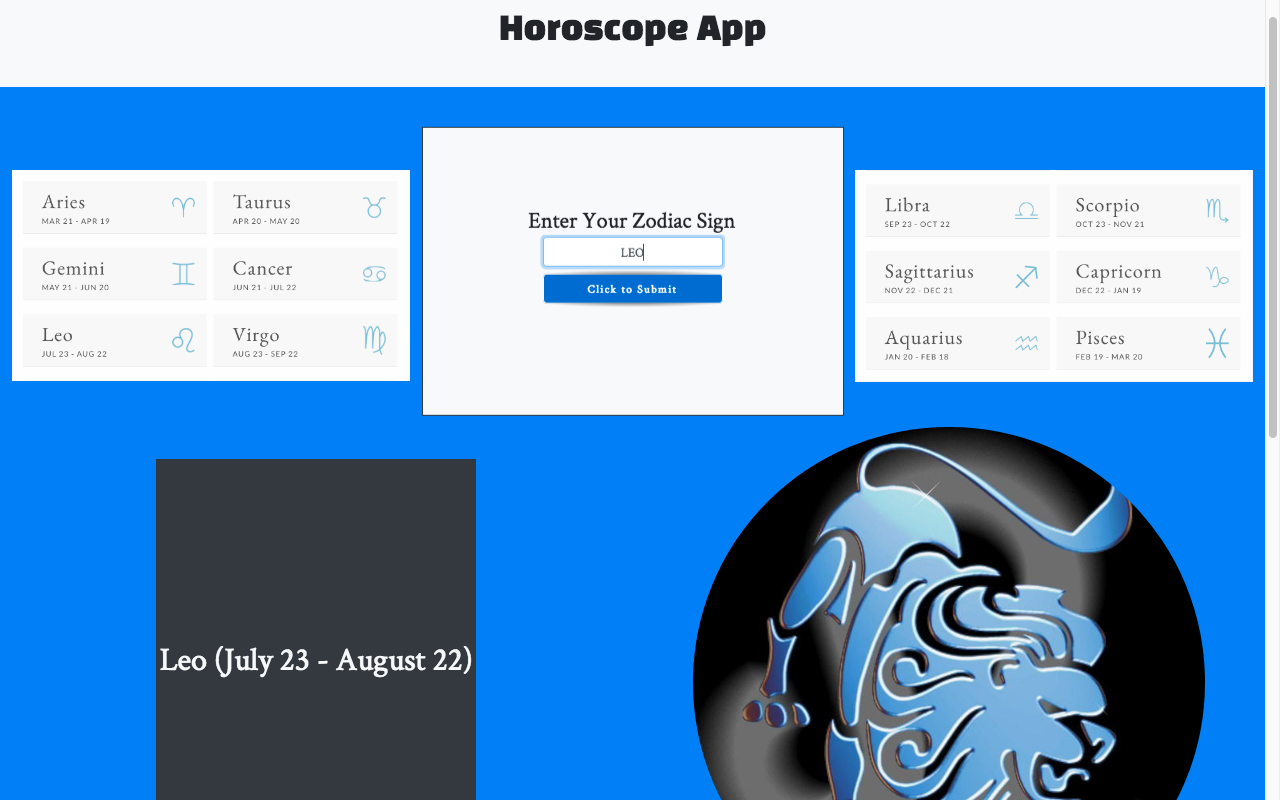 Horoscope App
Aries
MAR 21 - APR 19
Taurus
APR 20 - MAY 20
Gemini
MAY 21 - JUN 20
Cancer
JUN 21 - JUL 22
Leo
JUL 23 - AUG 22
Virgo
AUG 23 - SEP 22
Enter Your Zodiac Sign
LEO
Click to Submit
Libra
SEP 23 - OCT 22
Scorpio
OCT 23 - NOV 21
Sagittarius
NOV 22 - DEC 21
Capricorn
DEC 22 - JAN 19
Aquarius
JAN 20 - FEB 18
Pisces
FEB 19 - MAR 20
Leo (July 23 - August 22)